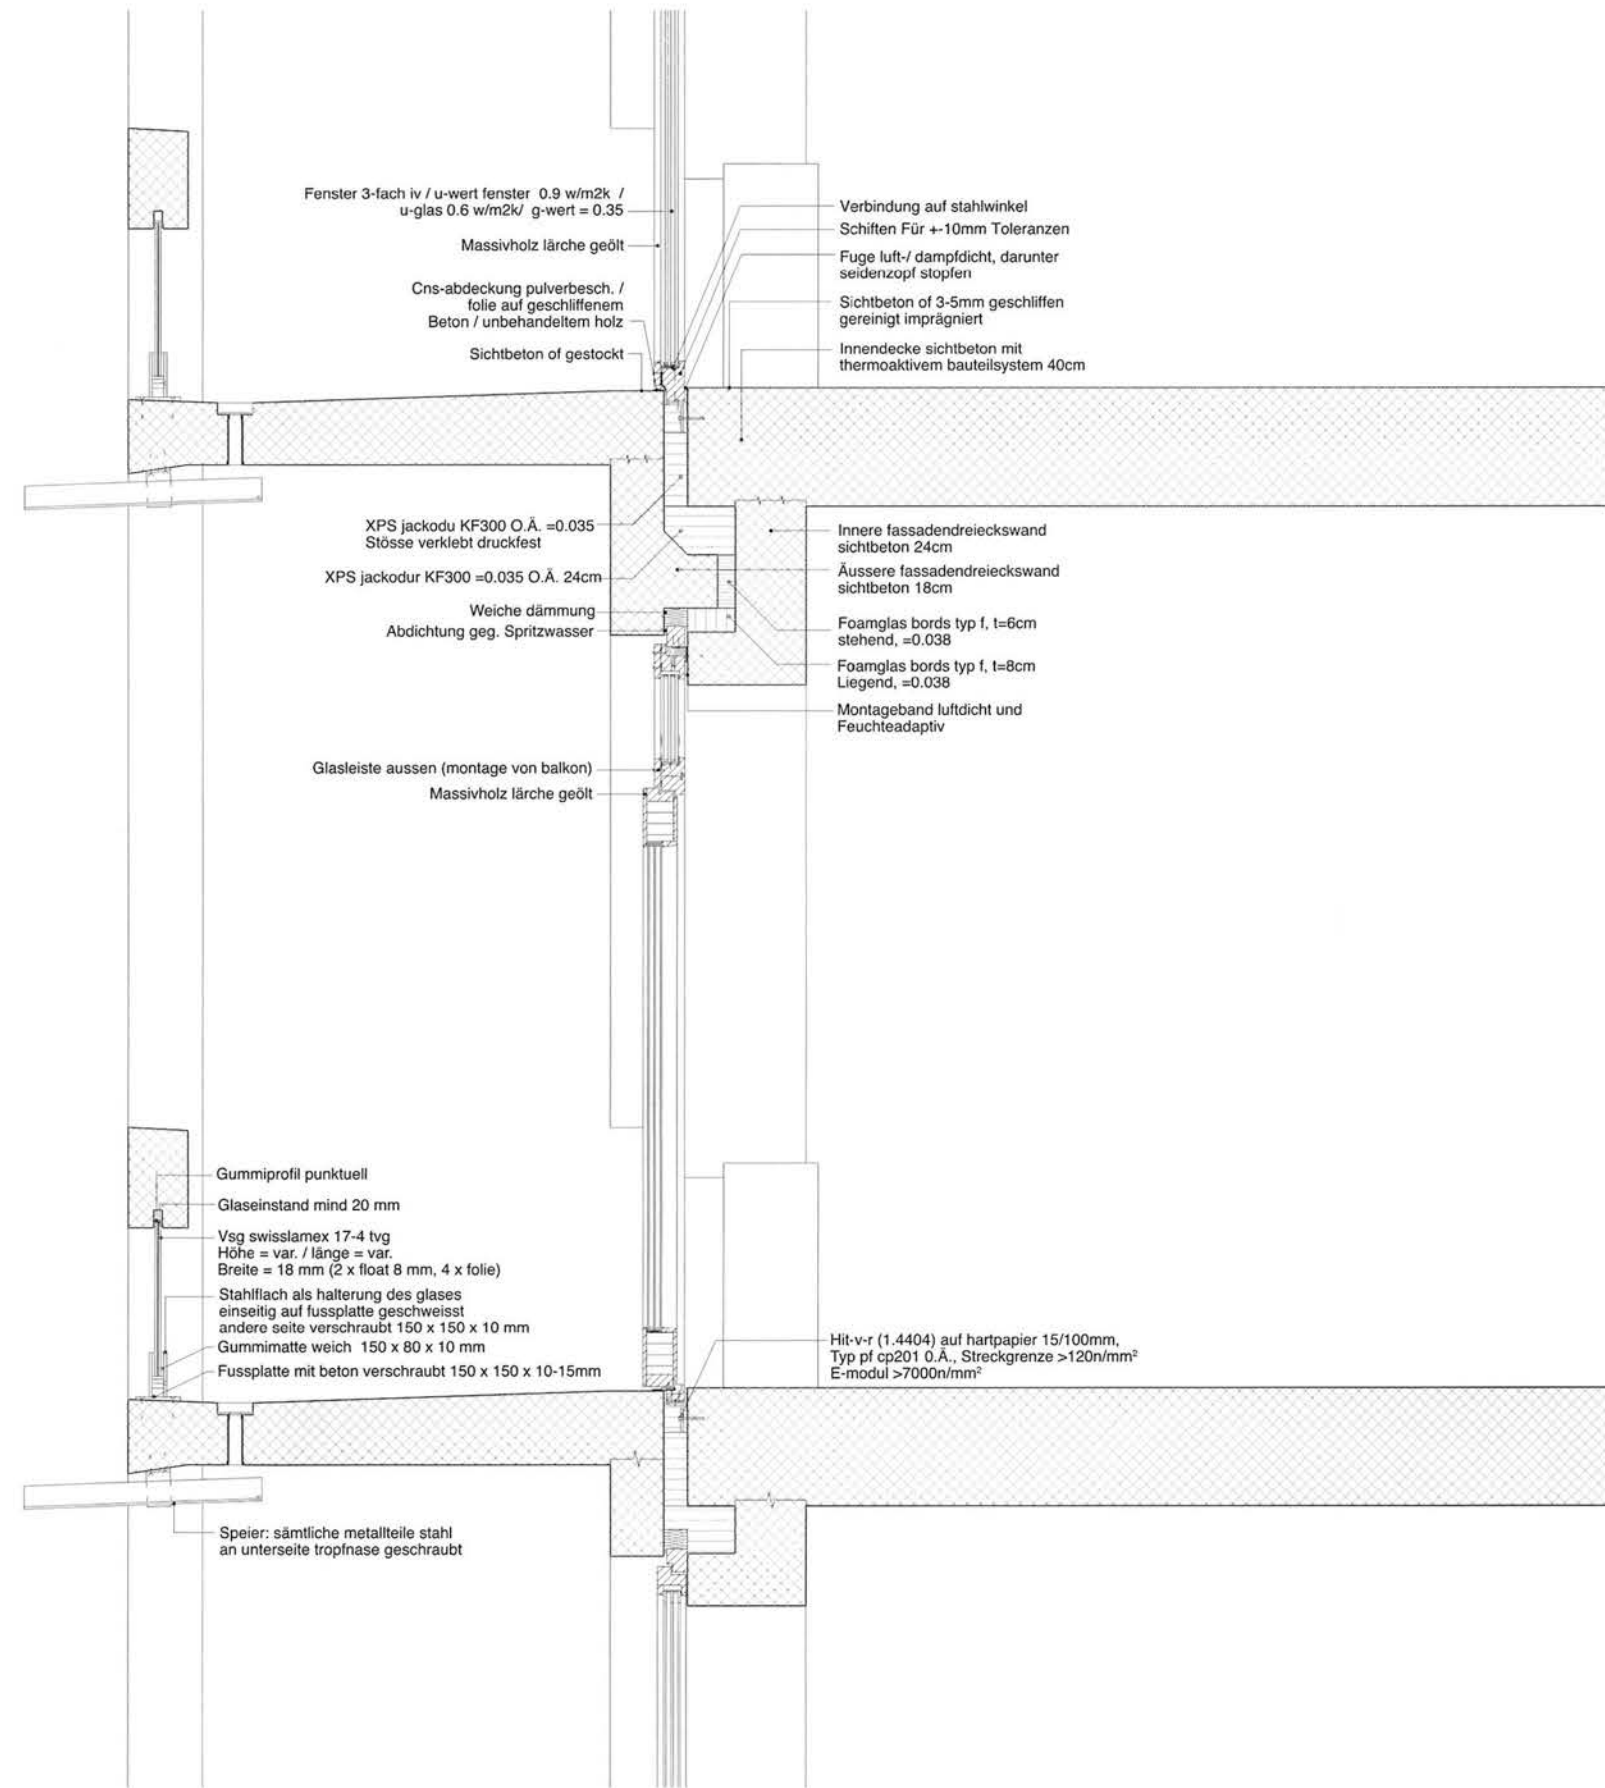 Fenster 3-fach iv / u-wert fenster 0.9 w/m2k /
u-glas 0.6 w/m2k/ g-wert = 0.35
Massivholz lärche geölt
Cns-abdeckung pulverbesch. /
folie auf geschliffenem
Beton / unbehandeltem holz
Sichtbeton of gestockt
Verbindung auf stahlwinkel
Schiften Für +-10mm Toleranzen
Fuge luft-/ dampfdicht, darunter
seidenzopf stopfen
Sichtbeton of 3-5mm geschliffen
gereinigt imprägniert
Innendecke sichtbeton mit
thermoaktivem bauteilsystem 40cm
XPS jackodu KF300 O.Ä. =0.035
Stösse verklebt druckfest
XPS jackodur KF300 =0.035 O.Ä. 24cm
Weiche dämmung
Abdichtung geg. Spritzwasser
Innere fassadendreieckswand
sichtbeton 24cm
Äussere fassadendreieckswand
sichtbeton 18cm
Foamglas bords typ f, t=6cm
stehend, =0.038
Foamglas bords typ f, t=8cm
Liegend, =0.038
Montageband luftdicht und
Feuchteadaptiv
Glasleiste aussen (montage von balkon)
Massivholz lärche geölt
Gummiprofil punktuell
Glaseinstand mind 20 mm
Vsg swisslamex 17-4 tvg
Höhe = var. / länge = var.
Breite = 18 mm (2 x float 8 mm, 4 x folie)
Stahlflach als halterung des glases
einseitig auf fussplatte geschweisst
andere seite verschraubt 150 x 150 x 10 mm
Gummimatte weich 150 x 80 x 10 mm
Fussplatte mit beton verschraubt 150 x 150 x 10-15mm
Hit-v-r (1.4404) auf hartpapier 15/100mm,
Typ pf cp201 0.Ä., Streckgrenze >120n/mm²
E-modul >7000n/mm²
Speier: sämtliche metallteile stahl
an unterseite tropfnase geschraubt